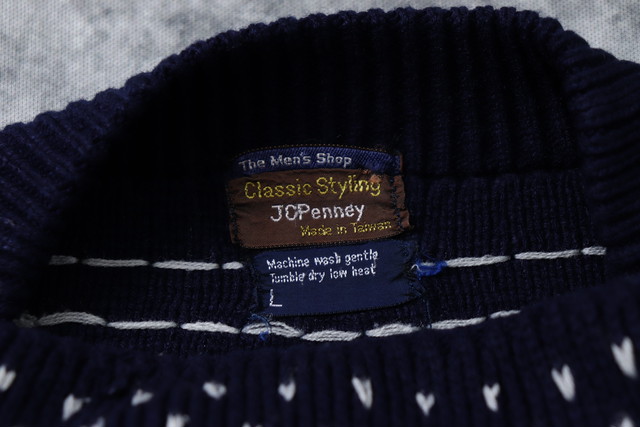 The Men's Shop
Classic Styling
JCPenney
Made in Taiwan
Machine wash gentle
Tumble dry low heat
L